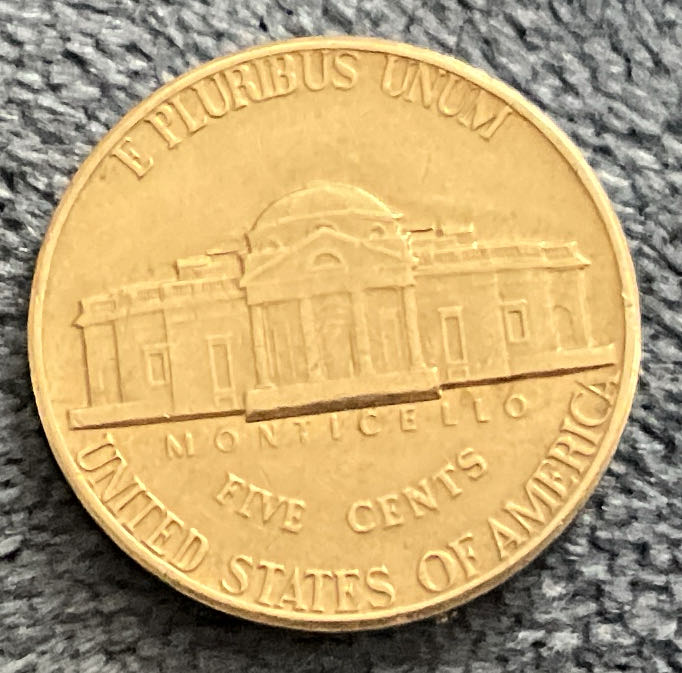 E PLURIBUS UNUM
MONTICELLO
FIVE CENTS
UNITED STATES OF AMERICA